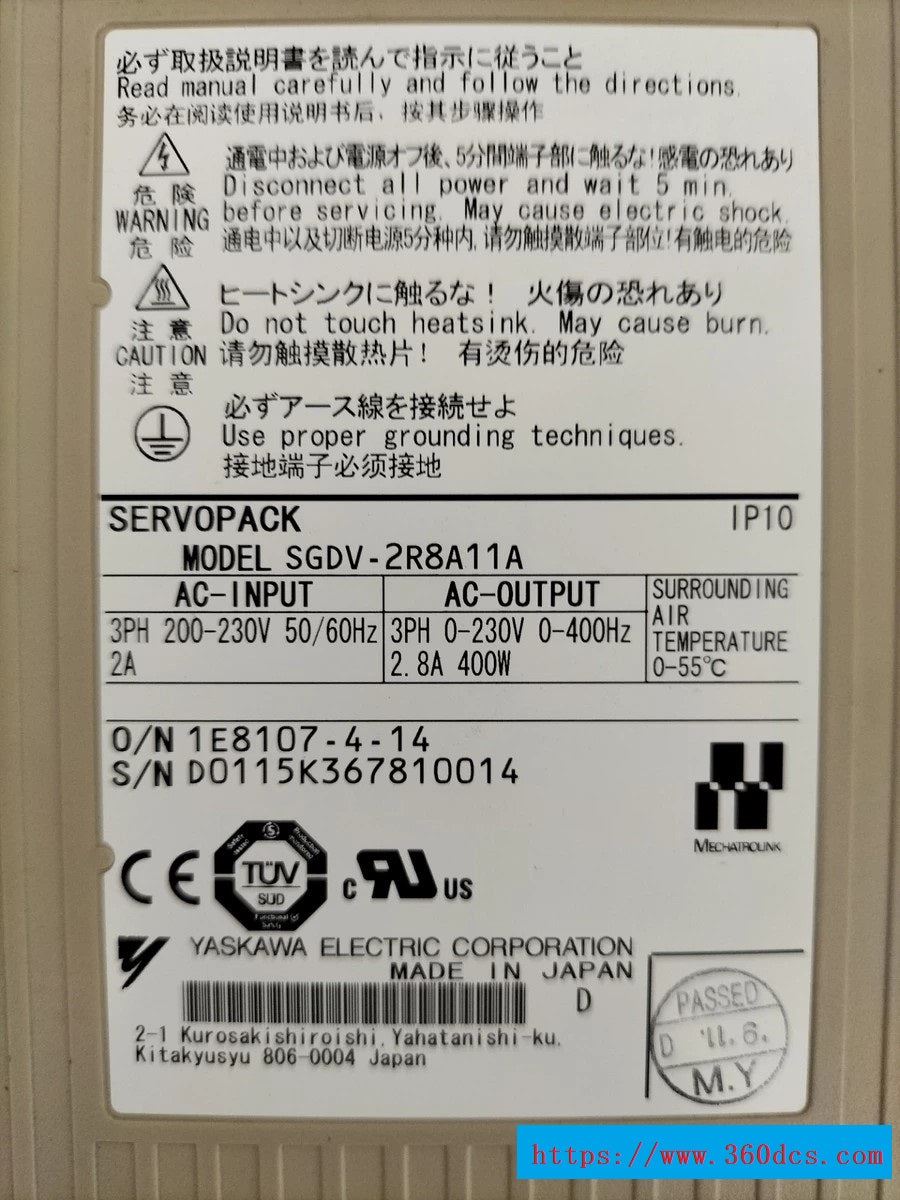 必ず取扱説明書を読んで指示に従うこと
Read manual carefully and follow the directions.
务必在阅读使用说明书后、按其步骤操作
危険
WARNING
危险
通電中および電源オフ後、5分間端子部に触るな!感電の恐れあり
Disconnect all power and wait 5 min.
before servicing. May cause electric shock.
通电中以及切断电源5分种内,请勿触摸散端子部位!有触电的危险
注意
CAUTION
注意
ヒートシンクに触るな! 火傷の恐れあり
Do not touch heatsink. May cause burn.
请勿触摸散热片! 有烫伤的危险
必ずアース線を接続せよ
Use proper grounding techniques.
接地端子必须接地
SERVOPACK IP10
MODEL SGDV-2R8A11A
AC-INPUT
3PH 200-230V 50/60Hz
2A
AC-OUTPUT
3PH 0-230V 0-400Hz
2.8A 400W
SURROUNDING
AIR
TEMPERATURE
0-55℃
O/N 1E8107-4-14
S/N D0115K367810014
MECHATROLINK
CE
TÜV
SÜD
Functional
Safety
c RU US
YASKAWA ELECTRIC CORPORATION
MADE IN JAPAN
D
2-1 Kurosakishiroishi, Yahatanishi-ku,
Kitakyusyu 806-0004 Japan
PASSED
D '11.6.
M.Y
https://www.360dcs.com